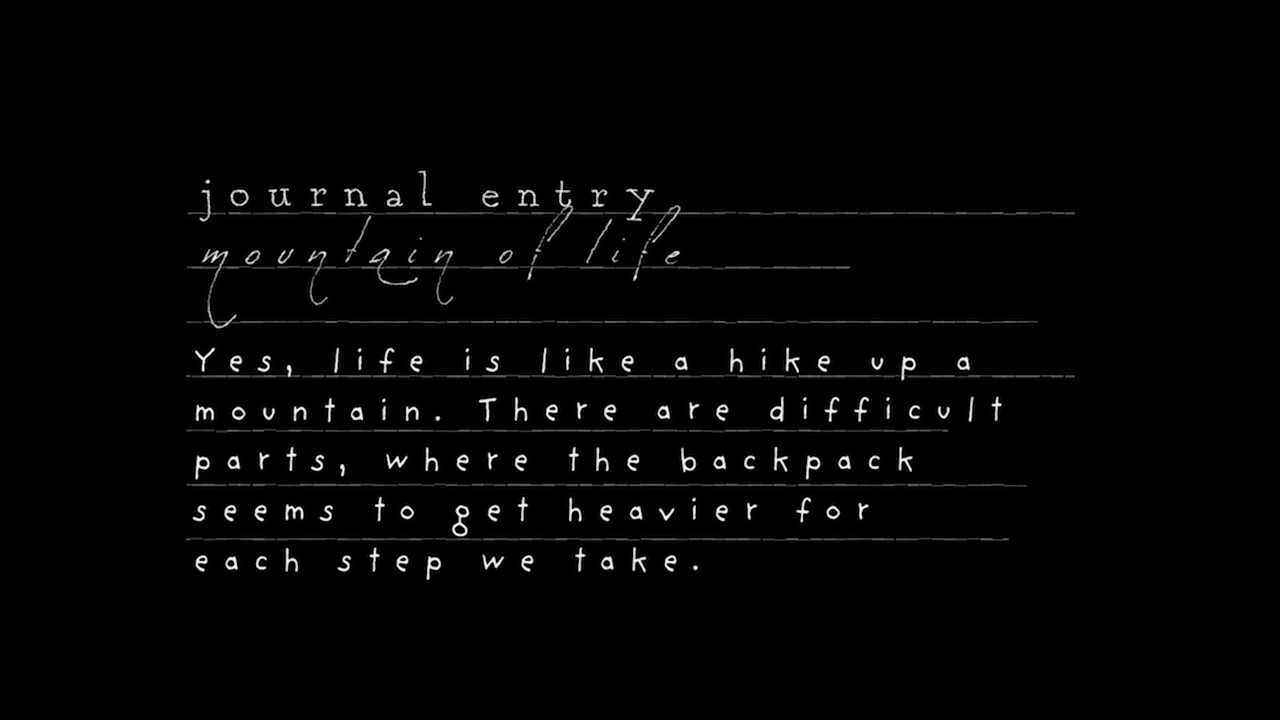 journal entry
mountain of life
Yes, life is like a hike up a
mountain. There are difficult
parts, where the backpack
seems to get heavier for
each step we take.